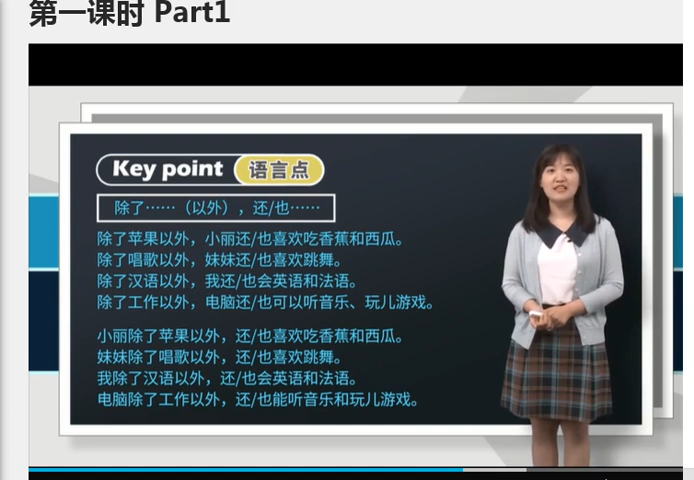 第一课时 Part1
Key point 语言点
除了……（以外），还/也……
除了苹果以外，小丽还/也喜欢吃香蕉和西瓜。
除了唱歌以外，妹妹还/也喜欢跳舞。
除了汉语以外，我还/也会英语和法语。
除了工作以外，电脑还/也可以听音乐、玩儿游戏。
小丽除了苹果以外，还/也喜欢吃香蕉和西瓜。
妹妹除了唱歌以外，还/也喜欢跳舞。
我除了汉语以外，还/也会英语和法语。
电脑除了工作以外，还/也能听音乐和玩儿游戏。